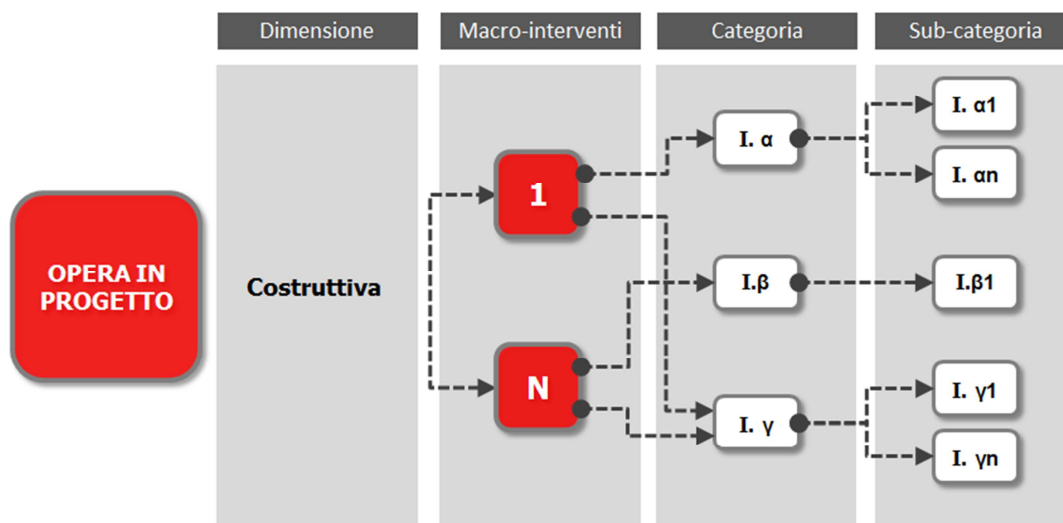 Dimensione
Macro-interventi
Categoria
Sub-categoria
OPERA IN
PROGETTO
Costruttiva
1
N
I. α
I.β
I. γ
I. α1
I. αn
I.β1
I. γ1
I. γn